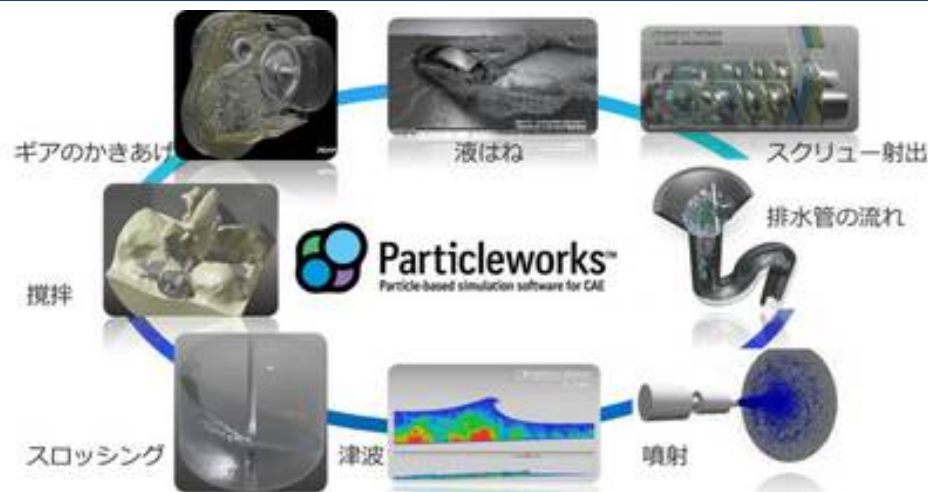 ギアのかきあげ
液はね
スクリュー射出
排水管の流れ
撹拌
Particleworks™
Particle-based simulation software for CAE
スロッシング
津波
噴射